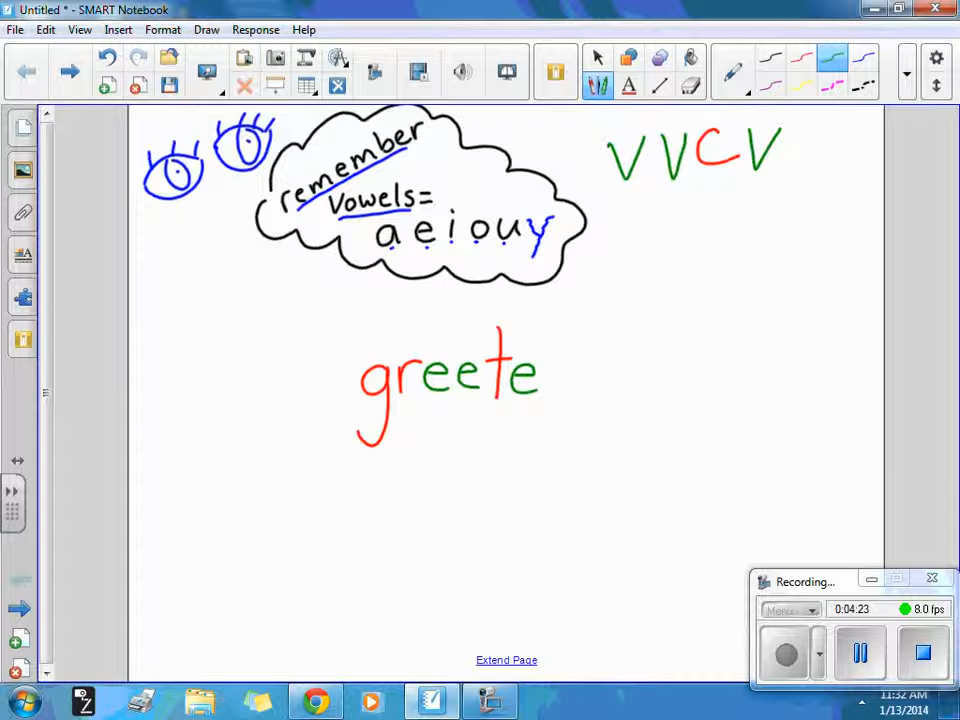 Untitled * - SMART Notebook
File Edit View Insert Format Draw Response Help
remember
Vowels=
a e i o u y
V V C V
greete
Extend Page
Recording...
Menu
0:04:23
8.0 fps
11:32 AM
1/13/2014